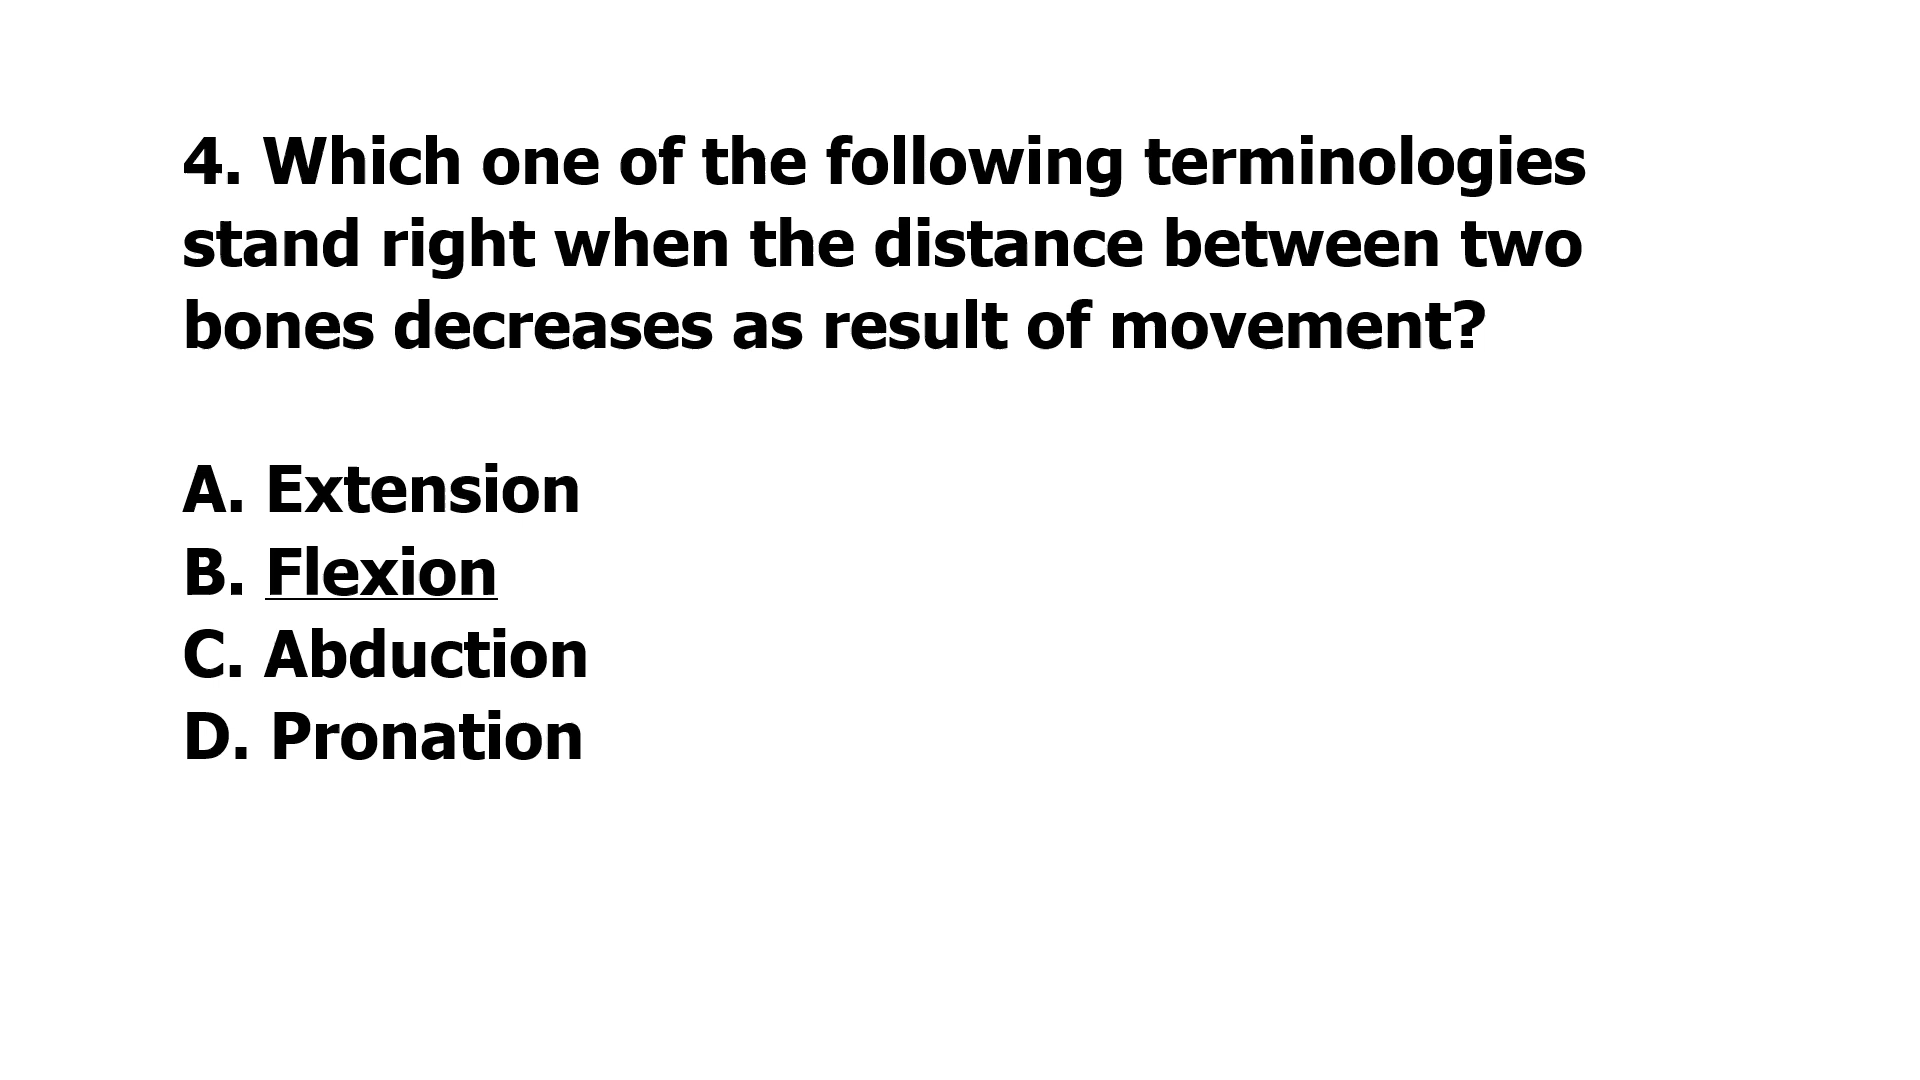 4. Which one of the following terminologies
stand right when the distance between two
bones decreases as result of movement?
A. Extension
B. Flexion
C. Abduction
D. Pronation